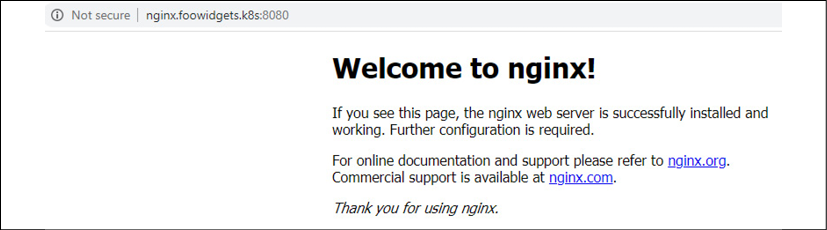 Not secure | nginx.foowidgets.k8s:8080
Welcome to nginx!
If you see this page, the nginx web server is successfully installed and
working. Further configuration is required.
For online documentation and support please refer to nginx.org.
Commercial support is available at nginx.com.
Thank you for using nginx.